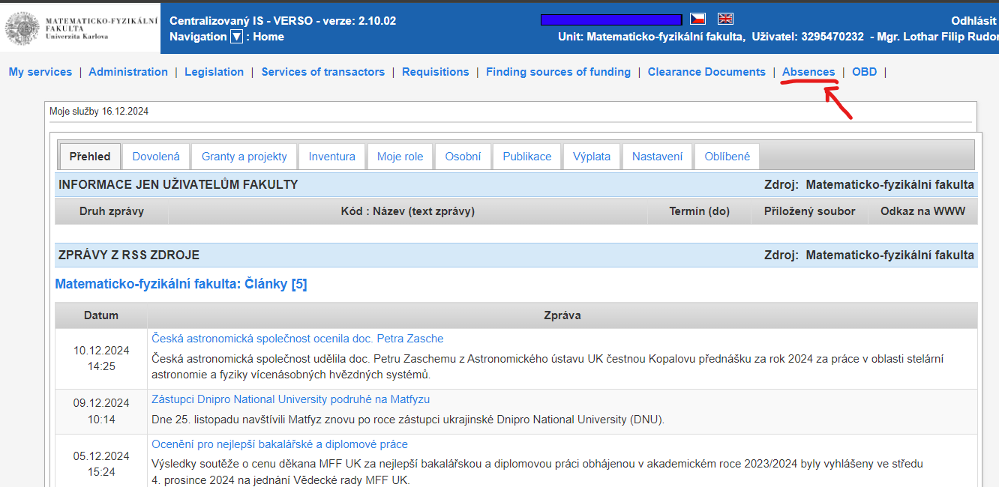 MATEMATICKO-FYZIKÁLNÍ
FAKULTA
Univerzita Karlova
Centralizovaný IS - VERSO - verze: 2.10.02
Navigation ▼ : Home
Odhlásit
Unit: Matematicko-fyzikální fakulta, Uživatel: 3295470232 - Mgr. Lothar Filip Rudor
My services | Administration | Legislation | Services of transactors | Requisitions | Finding sources of funding | Clearance Documents | Absences | OBD |
Moje služby 16.12.2024
Přehled Dovolená Granty a projekty Inventura Moje role Osobní Publikace Výplata Nastavení Oblíbené
INFORMACE JEN UŽIVATELŮM FAKULTY Zdroj: Matematicko-fyzikální fakulta
Druh zprávy Kód : Název (text zprávy) Termín (do) Přiložený soubor Odkaz na WWW
ZPRÁVY Z RSS ZDROJE Zdroj: Matematicko-fyzikální fakulta
Matematicko-fyzikální fakulta: Články [5]
Datum Zpráva
10.12.2024
14:25
Česká astronomická společnost ocenila doc. Petra Zasche
Česká astronomická společnost udělila doc. Petru Zaschemu z Astronomického ústavu UK čestnou Kopalovu přednášku za rok 2024 za práce v oblasti stelární
astronomie a fyziky vícenásobných hvězdných systémů.
09.12.2024
10:14
Zástupci Dnipro National University podruhé na Matfyzu
Dne 25. listopadu navštívili Matfyz znovu po roce zástupci ukrajinské Dnipro National University (DNU).
05.12.2024
15:24
Ocenění pro nejlepší bakalářské a diplomové práce
Výsledky soutěže o cenu děkana MFF UK za nejlepší bakalářskou a diplomovou práci obhájenou v akademickém roce 2023/2024 byly vyhlášeny ve středu
4. prosince 2024 na jednání Vědecké rady MFF UK.